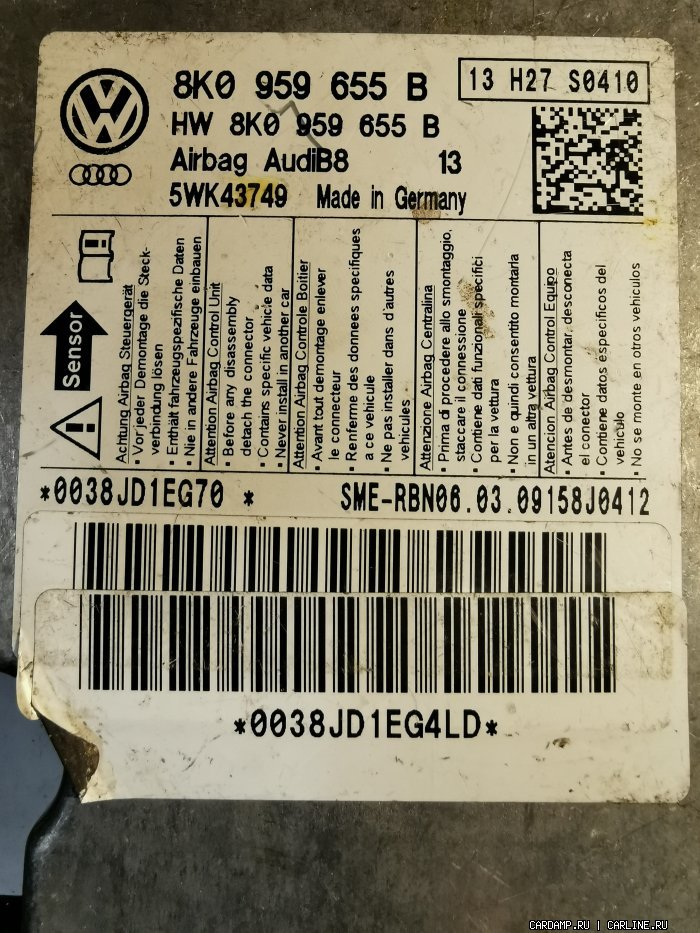 8K0 959 655 B
13 H27 S0410
HW 8K0 959 655 B
Airbag AudiB8 13
5WK43749 Made in Germany
Sensor
Achtung Airbag Steuergerät
• Vor jeder Demontage die Steck-
verbindung lösen
• Enthält fahrzeugspezifische Daten
• Nie in andere Fahrzeuge einbauen
Attention Airbag Control Unit
• Before any disassembly
detach the connector
• Contains specific vehicle data
• Never install in another car
Attention Airbag Controle Boitier
• Avant tout demontage enlever
le connecteur
• Renferme des donnees specifiques
a ce vehicule
• Ne pas installer dans d'autres
vehicules
Attenzione Airbag Centralina
• Prima di procedere allo smontaggio,
staccare il connessione
• Contiene dati funzionali specifici
per la vettura
• Non e quindi consentito montarla
in un altra vettura
Atencion Airbag Control Equipo
• Antes de desmontar, desconecta
el conector
• Contiene datos especificos del
vehiculo
• No se monte en otros vehiculos
*0038JD1EG70 *
SME-RBN06.03.09158J0412
*0038JD1EG4LD*
CARDAMP.RU | CARLINE.RU